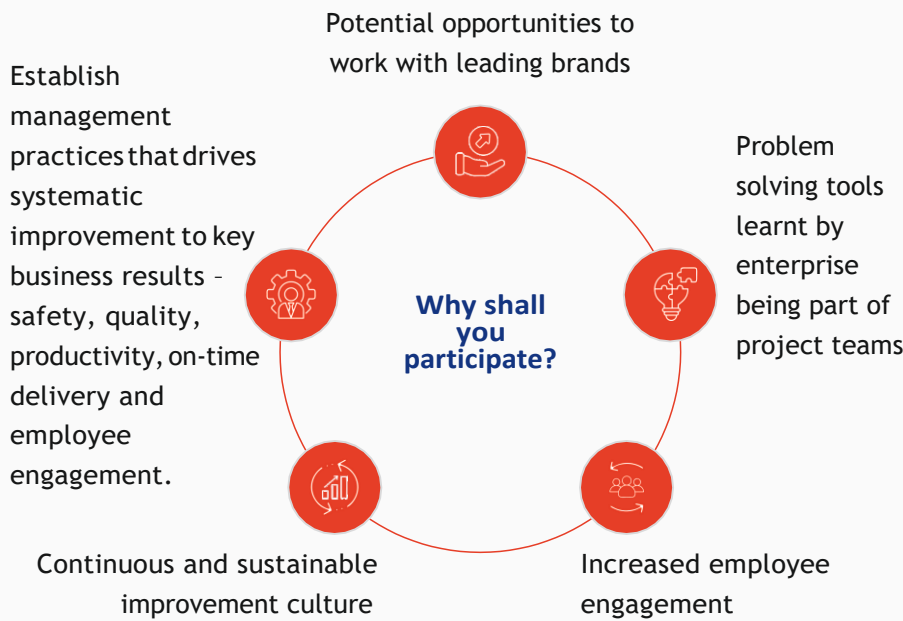 Potential opportunities to
work with leading brands
Establish
management
practices that drives
systematic
improvement to key
business results –
safety, quality,
productivity, on-time
delivery and
employee
engagement.
Problem
solving tools
learnt by
enterprise
being part of
project teams
Why shall
you
participate?
Continuous and sustainable
improvement culture
Increased employee
engagement